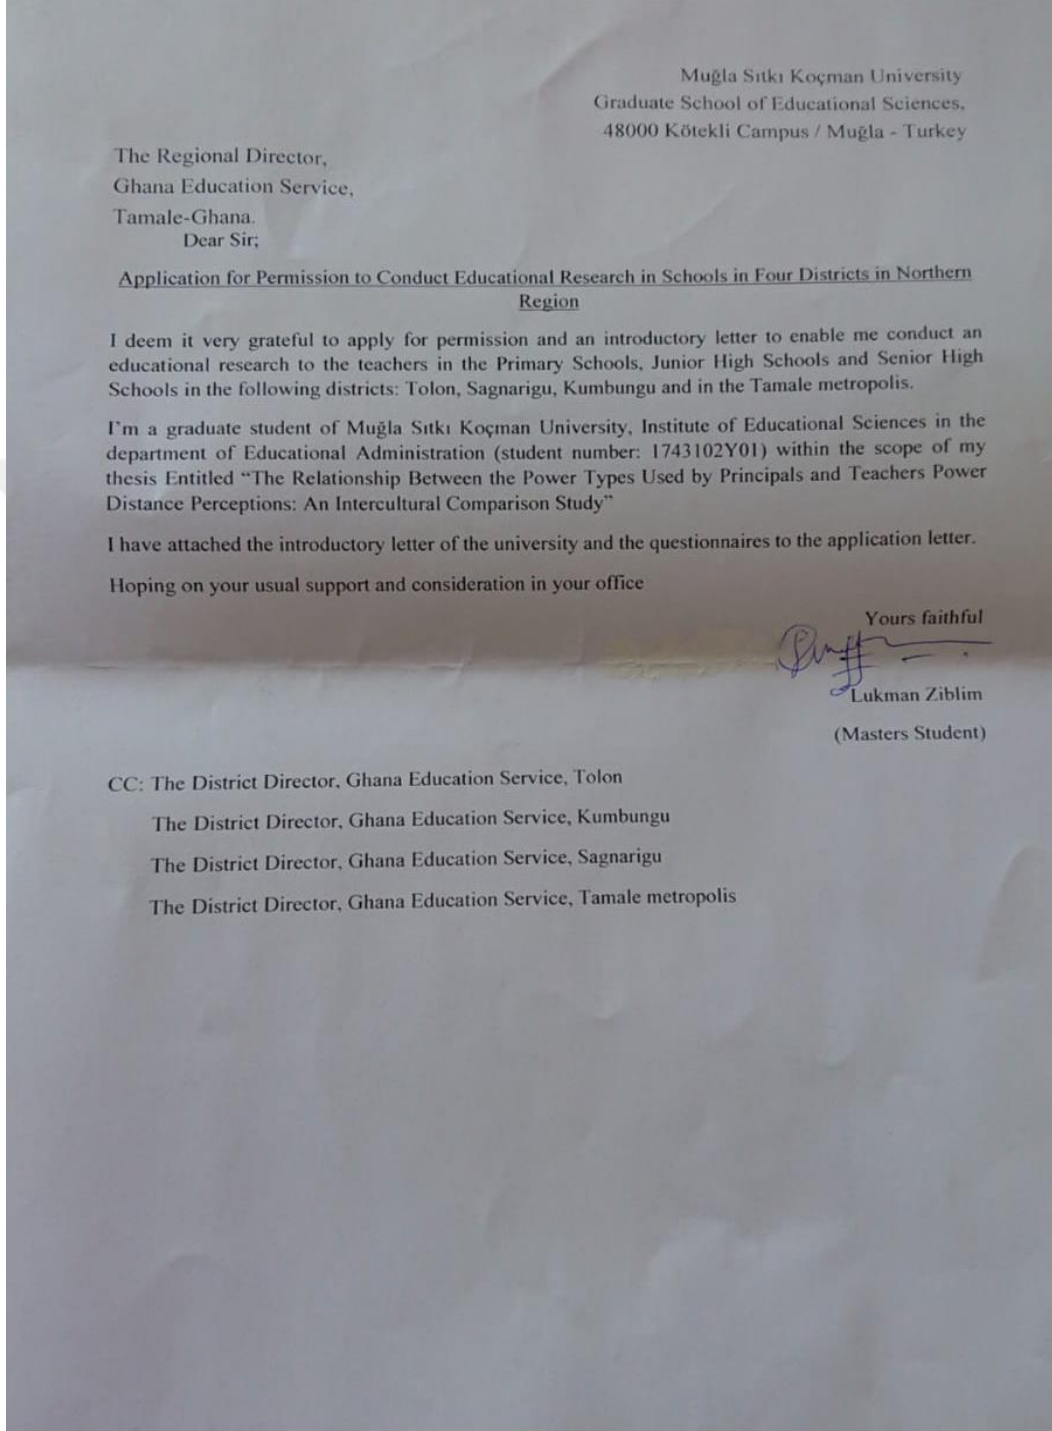 Muğla Sıtkı Koçman University
Graduate School of Educational Sciences,
48000 Kötekli Campus / Muğla - Turkey
The Regional Director,
Ghana Education Service,
Tamale-Ghana.
Dear Sir;
Application for Permission to Conduct Educational Research in Schools in Four Districts in Northern
Region
I deem it very grateful to apply for permission and an introductory letter to enable me conduct an
educational research to the teachers in the Primary Schools, Junior High Schools and Senior High
Schools in the following districts: Tolon, Sagnarigu, Kumbungu and in the Tamale metropolis.
I'm a graduate student of Muğla Sıtkı Koçman University, Institute of Educational Sciences in the
department of Educational Administration (student number: 1743102Y01) within the scope of my
thesis Entitled “The Relationship Between the Power Types Used by Principals and Teachers Power
Distance Perceptions: An Intercultural Comparison Study”
I have attached the introductory letter of the university and the questionnaires to the application letter.
Hoping on your usual support and consideration in your office
Yours faithful
Lukman Ziblim
(Masters Student)
CC: The District Director, Ghana Education Service, Tolon
The District Director, Ghana Education Service, Kumbungu
The District Director, Ghana Education Service, Sagnarigu
The District Director, Ghana Education Service, Tamale metropolis